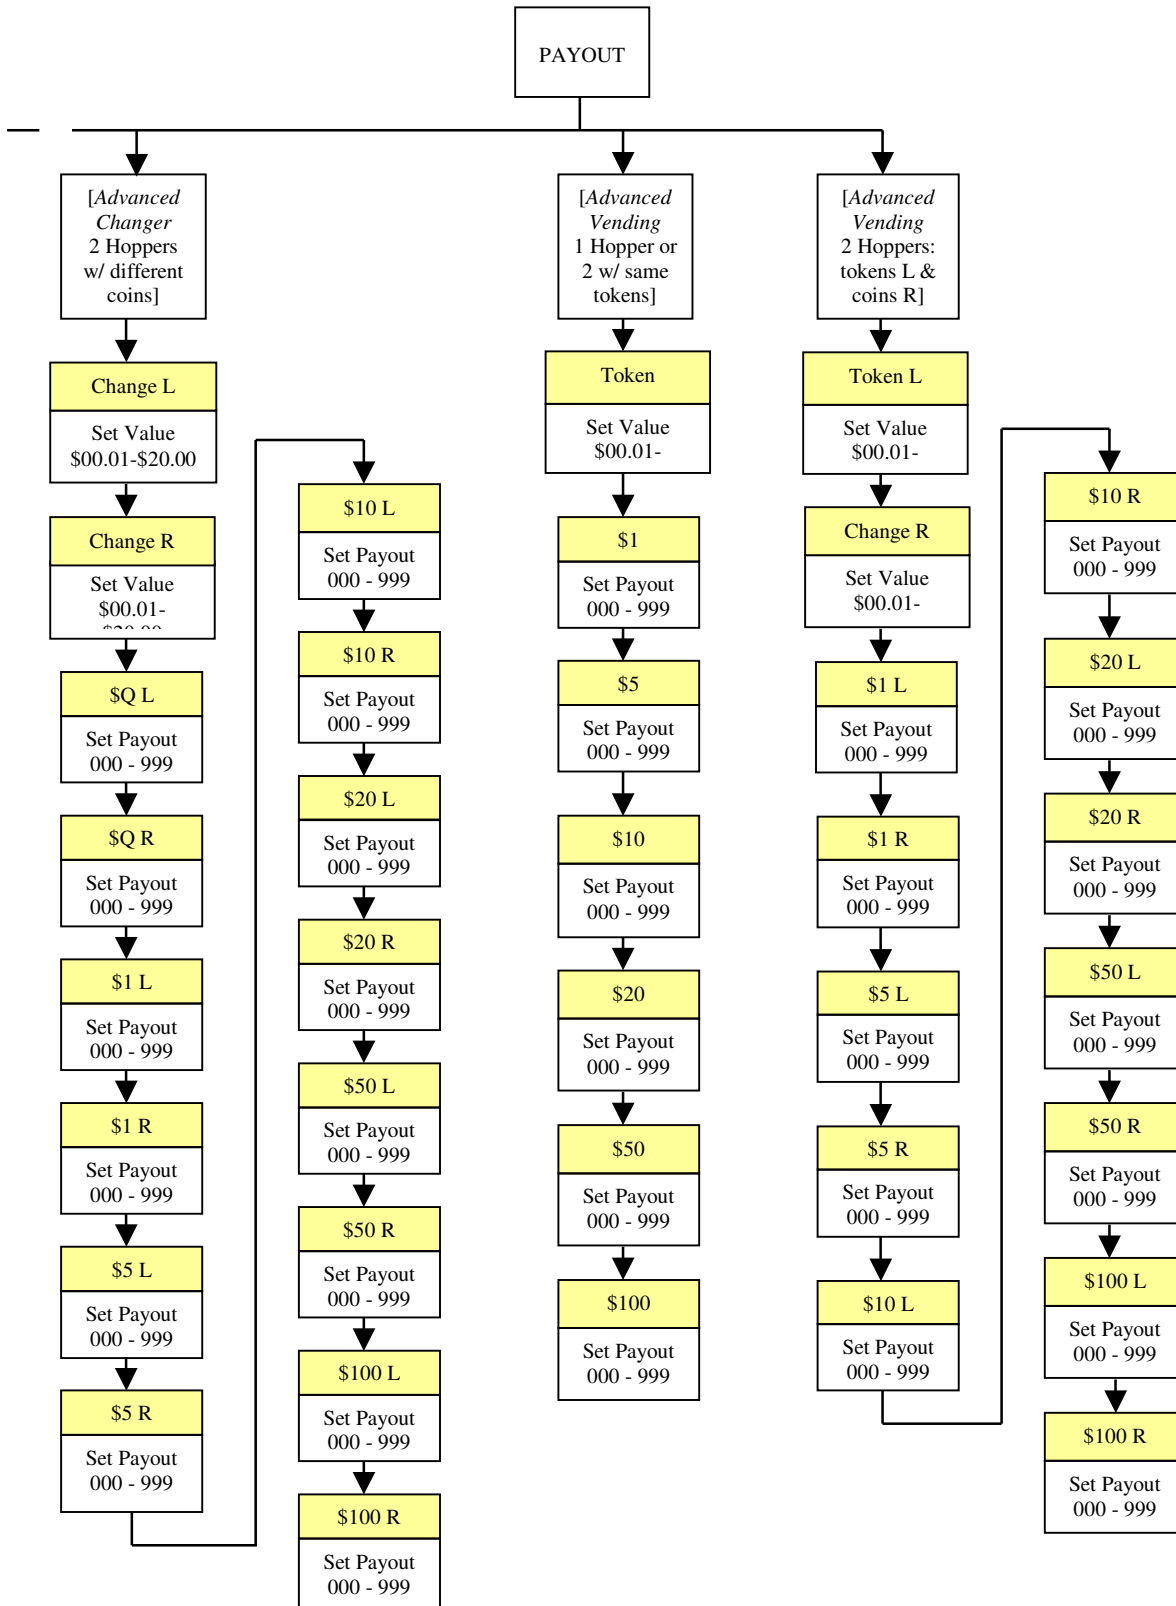 PAYOUT
[Advanced
Changer
2 Hoppers
w/ different
coins]
Change L
Set Value
$00.01-$20.00
Change R
Set Value
$00.01-
$Q L
Set Payout
000 - 999
$Q R
Set Payout
000 - 999
$1 L
Set Payout
000 - 999
$1 R
Set Payout
000 - 999
$5 L
Set Payout
000 - 999
$5 R
Set Payout
000 - 999
$10 L
Set Payout
000 - 999
$10 R
Set Payout
000 - 999
$20 L
Set Payout
000 - 999
$20 R
Set Payout
000 - 999
$50 L
Set Payout
000 - 999
$50 R
Set Payout
000 - 999
$100 L
Set Payout
000 - 999
$100 R
Set Payout
000 - 999
[Advanced
Vending
1 Hopper or
2 w/ same
tokens]
Token
Set Value
$00.01-
$1
Set Payout
000 - 999
$5
Set Payout
000 - 999
$10
Set Payout
000 - 999
$20
Set Payout
000 - 999
$50
Set Payout
000 - 999
$100
Set Payout
000 - 999
[Advanced
Vending
2 Hoppers:
tokens L &
coins R]
Token L
Set Value
$00.01-
Change R
Set Value
$00.01-
$1 L
Set Payout
000 - 999
$1 R
Set Payout
000 - 999
$5 L
Set Payout
000 - 999
$5 R
Set Payout
000 - 999
$10 L
Set Payout
000 - 999
$10 R
Set Payout
000 - 999
$20 L
Set Payout
000 - 999
$20 R
Set Payout
000 - 999
$50 L
Set Payout
000 - 999
$50 R
Set Payout
000 - 999
$100 L
Set Payout
000 - 999
$100 R
Set Payout
000 - 999